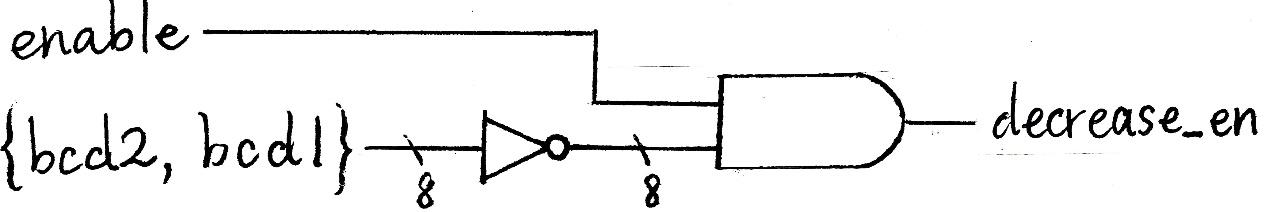 enable
{bcd2, bcd1}
8
8
decrease_en